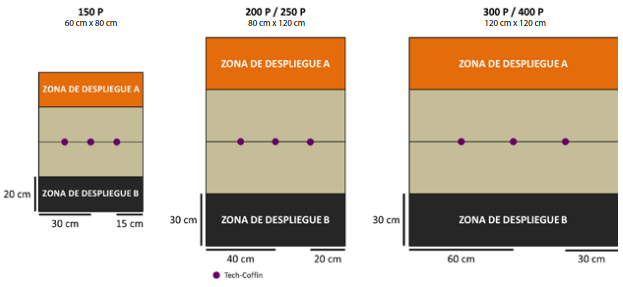 150 P
60 cm x 80 cm
ZONA DE DESPLIEGUE A
20 cm
ZONA DE DESPLIEGUE B
30 cm
15 cm
200 P / 250 P
80 cm x 120 cm
ZONA DE DESPLIEGUE A
30 cm
ZONA DE DESPLIEGUE B
40 cm
20 cm
Tech-Coffin
300 P / 400 P
120 cm x 120 cm
ZONA DE DESPLIEGUE A
30 cm
ZONA DE DESPLIEGUE B
60 cm
30 cm